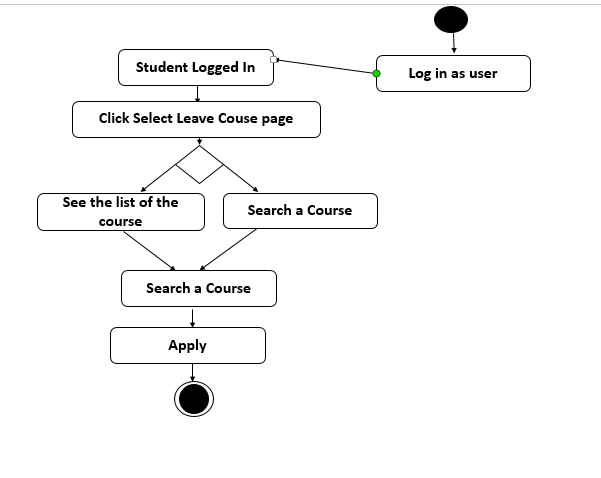 Log in as user
Student Logged In
Click Select Leave Couse page
See the list of the
course
Search a Course
Search a Course
Apply